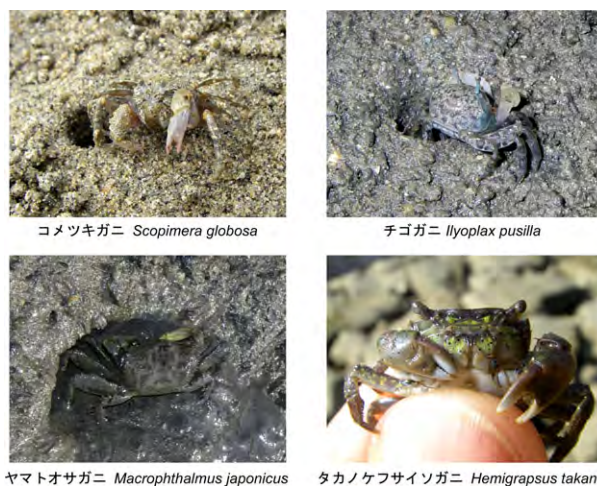 コメツキガニ Scopimera globosa
チゴガニ Ilyoplax pusilla
ヤマトオサガニ Macrophthalmus japonicus
タカノケフサイソガニ Hemigrapsus takanoi